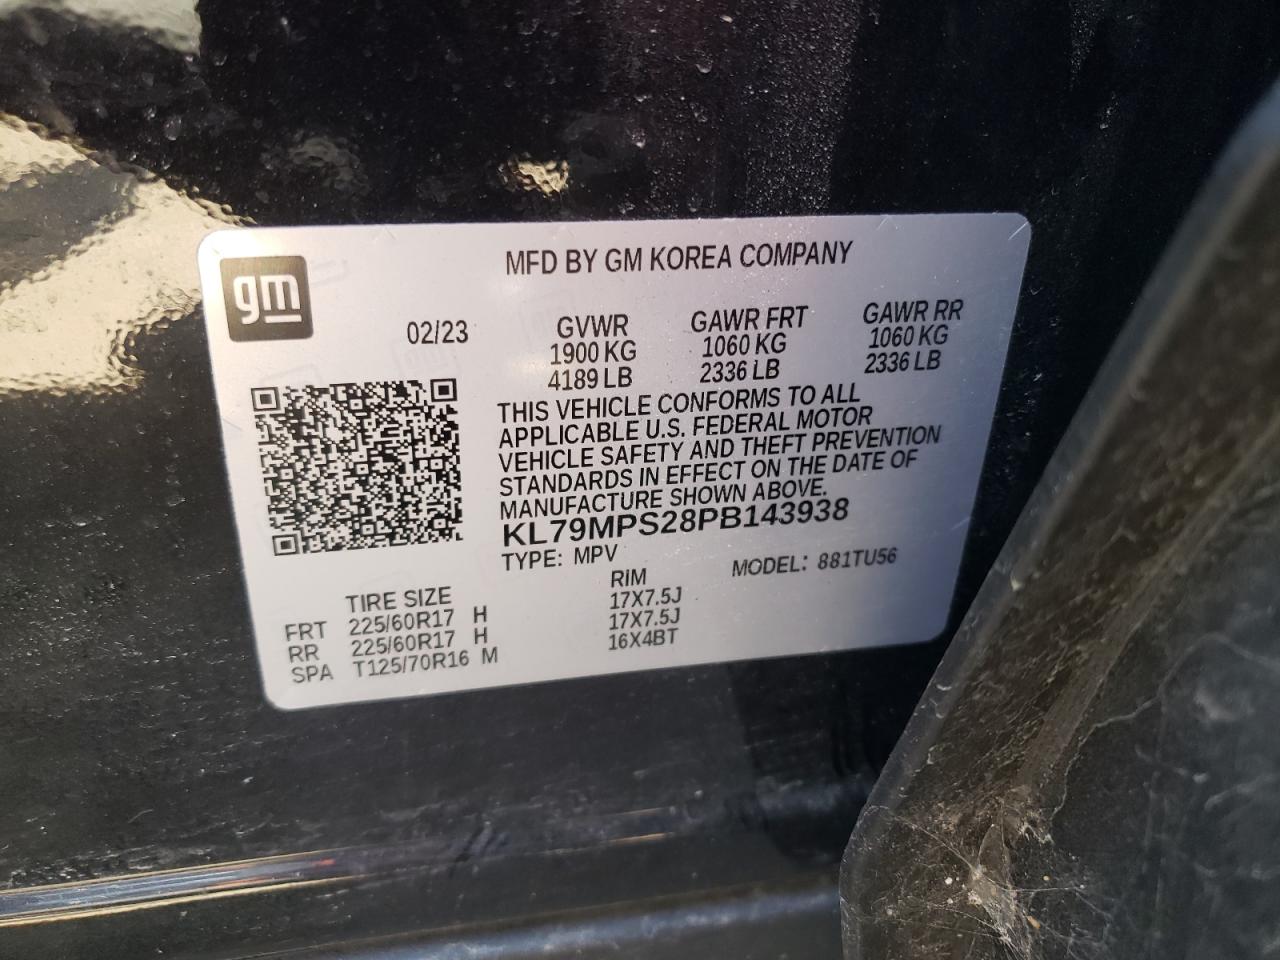 MFD BY GM KOREA COMPANY
gm
02/23
GVWR GAWR FRT GAWR RR
1900 KG 1060 KG 1060 KG
4189 LB 2336 LB 2336 LB
THIS VEHICLE CONFORMS TO ALL
APPLICABLE U.S. FEDERAL MOTOR
VEHICLE SAFETY AND THEFT PREVENTION
STANDARDS IN EFFECT ON THE DATE OF
MANUFACTURE SHOWN ABOVE.
KL79MPS28PB143938
TYPE: MPV MODEL: 881TU56
TIRE SIZE RIM
FRT 225/60R17 H 17X7.5J
RR 225/60R17 H 17X7.5J
SPA T125/70R16 M 16X4BT